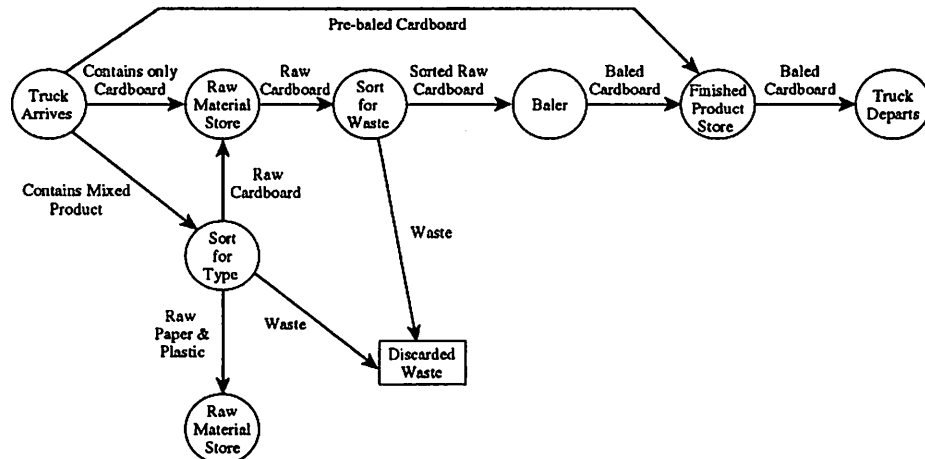 Pre-baled Cardboard
Contains only
Cardboard
Raw
Cardboard
Sorted Raw
Cardboard
Baled
Cardboard
Baled
Cardboard
Truck
Arrives
Raw
Material
Store
Sort
for
Waste
Baler
Finished
Product
Store
Truck
Departs
Contains Mixed
Product
Raw
Cardboard
Sort
for
Type
Waste
Raw
Paper &
Plastic
Waste
Discarded
Waste
Raw
Material
Store